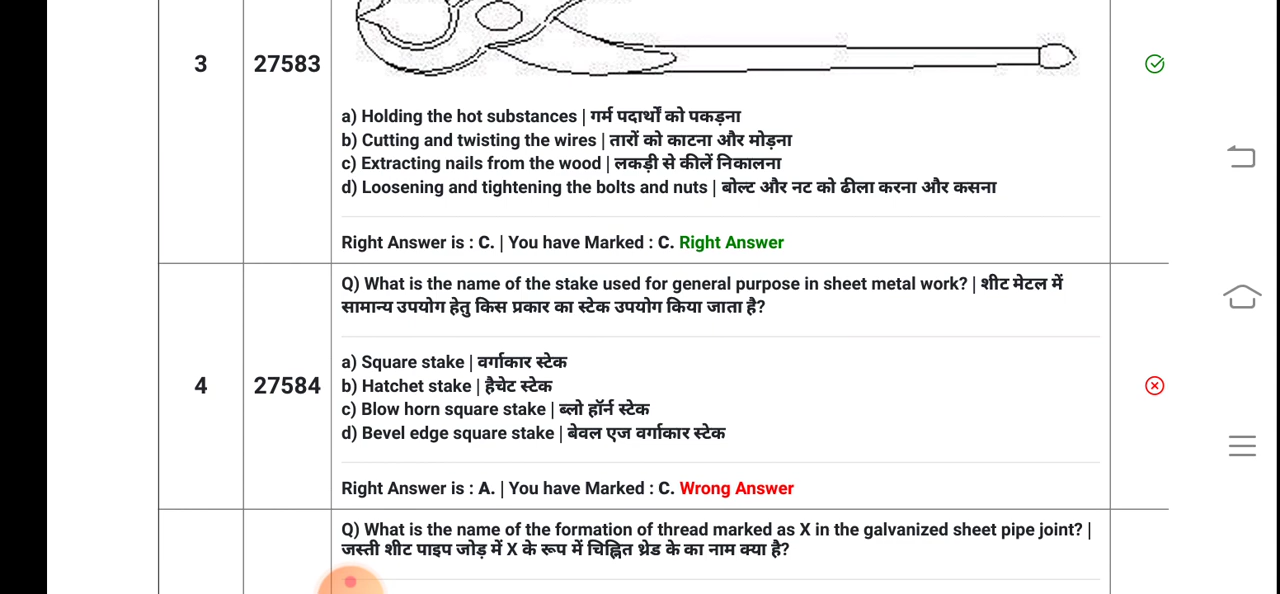 3
27583
a) Holding the hot substances | गर्म पदार्थों को पकड़ना
b) Cutting and twisting the wires | तारों को काटना और मोड़ना
c) Extracting nails from the wood | लकड़ी से कीलें निकालना
d) Loosening and tightening the bolts and nuts | बोल्ट और नट को ढीला करना और कसना
Right Answer is : C. | You have Marked : C. Right Answer
4
27584
Q) What is the name of the stake used for general purpose in sheet metal work? | शीट मेटल में
सामान्य उपयोग हेतु किस प्रकार का स्टेक उपयोग किया जाता है?
a) Square stake | वर्गाकार स्टेक
b) Hatchet stake | हैचेट स्टेक
c) Blow horn square stake | ब्लो हॉर्न स्टेक
d) Bevel edge square stake | बेवल एज वर्गाकार स्टेक
Right Answer is : A. | You have Marked : C. Wrong Answer
Q) What is the name of the formation of thread marked as X in the galvanized sheet pipe joint? |
जस्ती शीट पाइप जोड़ में X के रूप में चिह्नित थ्रेड के का नाम क्या है?